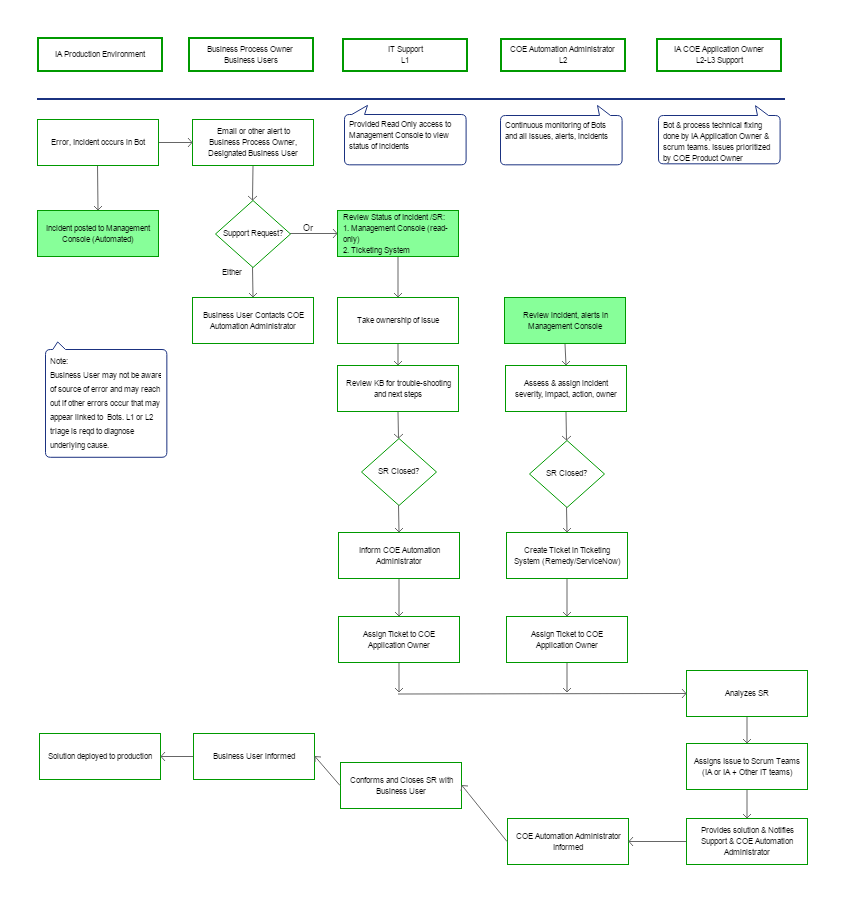 IA Production Environment
Business Process Owner
Business Users
IT Support
L1
COE Automation Administrator
L2
IA COE Application Owner
L2-L3 Support
Provided Read Only access to
Management Console to view
status of Incidents
Continuous monitoring of Bots
and all issues, alerts, incidents
Bot & process technical fixing
done by IA Application Owner &
scrum teams. Issues prioritized
by COE Product Owner
Error, Incident occurs in Bot
Email or other alert to
Business Process Owner,
Designated Business User
Incident posted to Management
Console (Automated)
Support Request?
Or
Review Status of Incident /SR:
1. Management Console (read-
only)
2. Ticketing System
Either
Business User Contacts COE
Automation Administrator
Take ownership of Issue
Review Incident, alerts in
Management Console
Note:
Business User may not be aware
of source of error and may reach
out if other errors occur that may
appear linked to Bots. L1 or L2
triage is reqd to diagnose
underlying cause.
Review KB for trouble-shooting
and next steps
Assess & assign Incident
severity, impact, action, owner
SR Closed?
SR Closed?
Inform COE Automation
Administrator
Create Ticket in Ticketing
System (Remedy/ServiceNow)
Assign Ticket to COE
Application Owner
Assign Ticket to COE
Application Owner
Analyzes SR
Solution deployed to production
Business User Informed
Conforms and Closes SR with
Business User
Assigns Issue to Scrum Teams
(IA or IA + Other IT teams)
COE Automation Administrator
Informed
Provides solution & Notifies
Support & COE Automation
Administrator